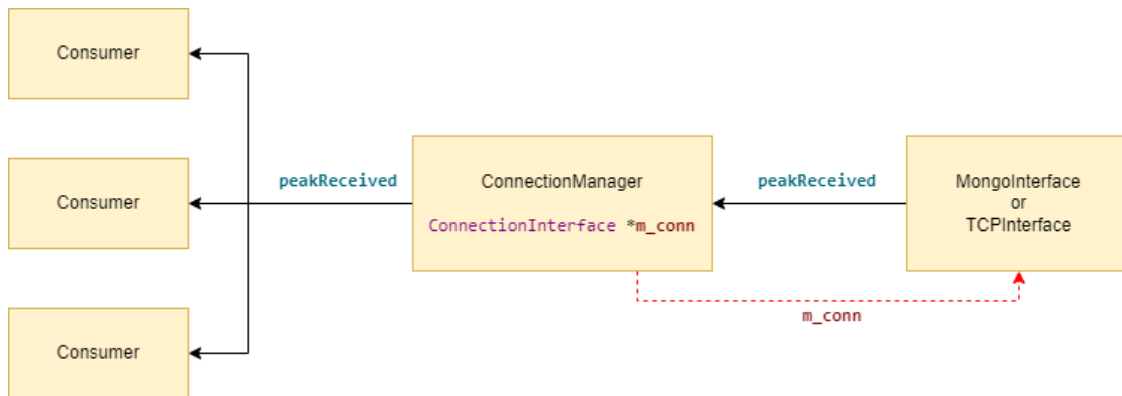 Consumer
Consumer
Consumer
peakReceived
ConnectionManager
ConnectionInterface *m_conn
peakReceived
MongoInterface
or
TCPInterface
m_conn